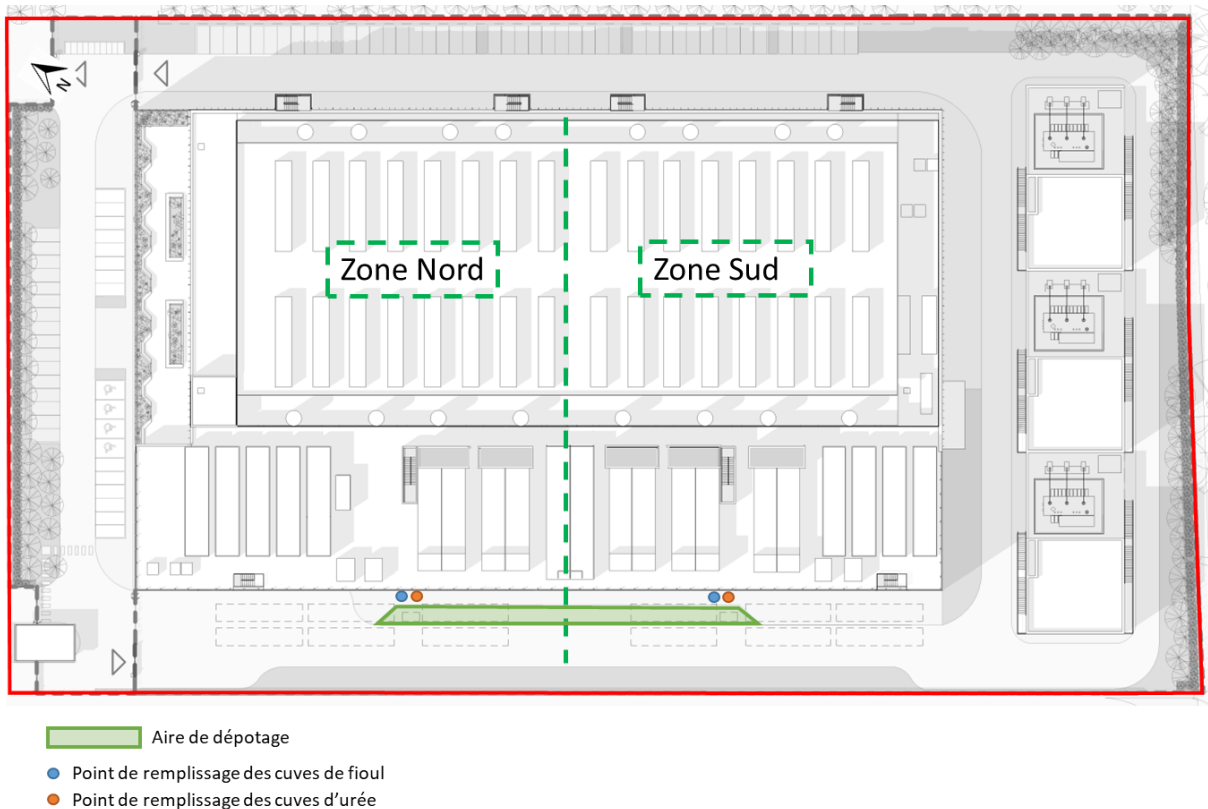 N
Zone Nord
Zone Sud
Aire de dépotage
Point de remplissage des cuves de fioul
Point de remplissage des cuves d'urée